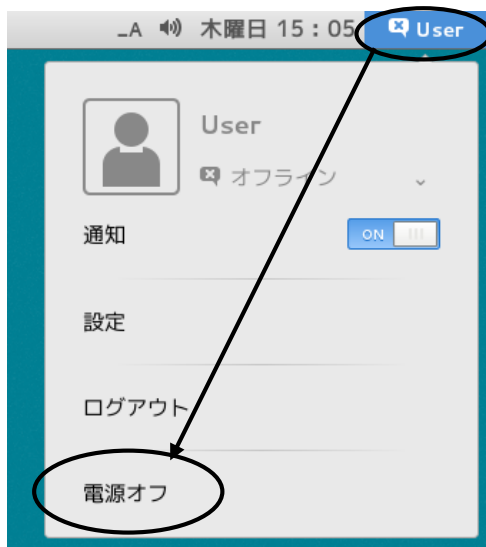 _A 木曜日 15 : 05 User
User
オフライン
通知 ON
設定
ログアウト
電源オフ